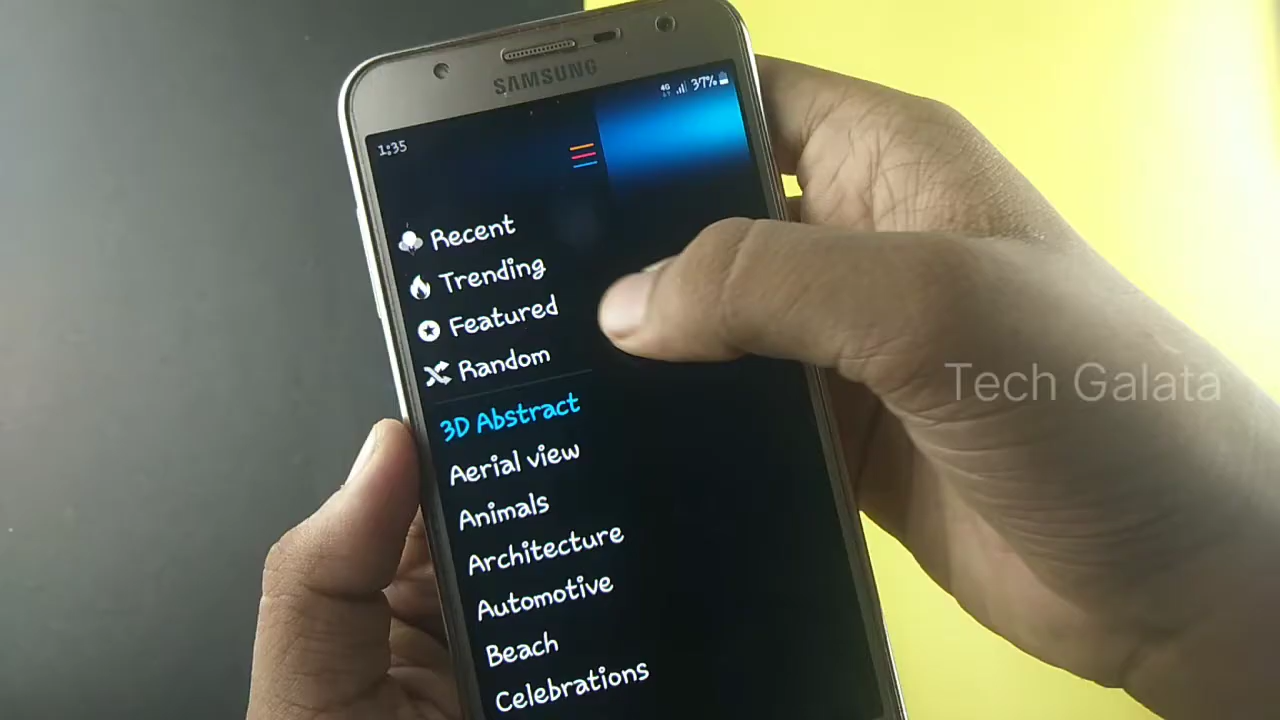 SAMSUNG
4G 37%
1:35
Recent
Trending
Featured
Random
3D Abstract
Aerial view
Animals
Architecture
Automotive
Beach
Celebrations
Tech Galata